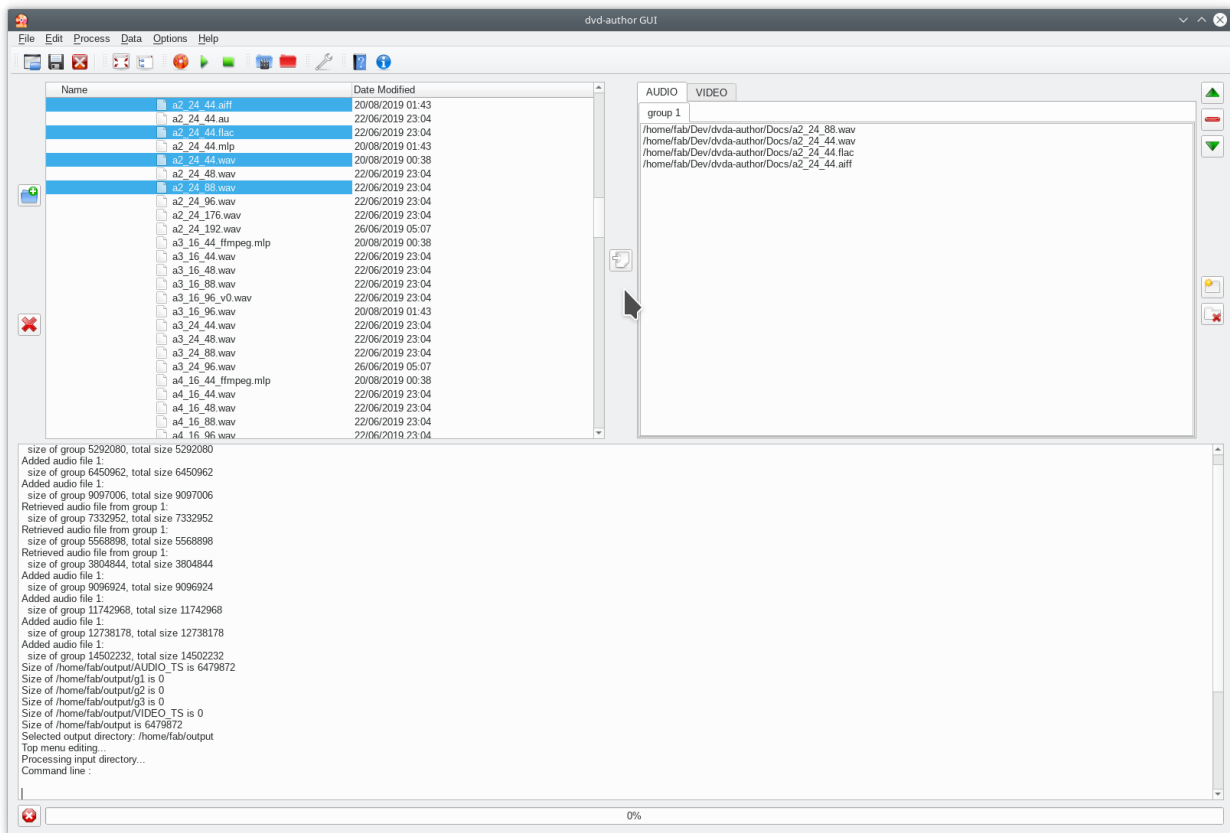 dvd-author GUI
File Edit Process Data Options Help
Name Date Modified
a2_24_44.aiff 20/08/2019 01:43
a2_24_44.au 22/06/2019 23:04
a2_24_44.flac 22/06/2019 23:04
a2_24_44.mlp 20/08/2019 01:43
a2_24_44.wav 20/08/2019 00:38
a2_24_48.wav 22/06/2019 23:04
a2_24_88.wav 22/06/2019 23:04
a2_24_96.wav 22/06/2019 23:04
a2_24_176.wav 22/06/2019 23:04
a2_24_192.wav 26/06/2019 05:07
a3_16_44_ffmpeg.mlp 20/08/2019 00:38
a3_16_44.wav 22/06/2019 23:04
a3_16_48.wav 22/06/2019 23:04
a3_16_88.wav 22/06/2019 23:04
a3_16_96_v0.wav 22/06/2019 23:04
a3_16_96.wav 20/08/2019 01:43
a3_24_44.wav 22/06/2019 23:04
a3_24_48.wav 22/06/2019 23:04
a3_24_88.wav 22/06/2019 23:04
a3_24_96.wav 26/06/2019 05:07
a4_16_44_ffmpeg.mlp 20/08/2019 00:38
a4_16_44.wav 22/06/2019 23:04
a4_16_48.wav 22/06/2019 23:04
a4_16_88.wav 22/06/2019 23:04
a4_16_96.wav 22/06/2019 23:04
AUDIO VIDEO
group 1
/home/fab/Dev/dvda-author/Docs/a2_24_88.wav
/home/fab/Dev/dvda-author/Docs/a2_24_44.wav
/home/fab/Dev/dvda-author/Docs/a2_24_44.flac
/home/fab/Dev/dvda-author/Docs/a2_24_44.aiff
size of group 5292080, total size 5292080
Added audio file 1:
size of group 6450962, total size 6450962
Added audio file 1:
size of group 9097006, total size 9097006
Retrieved audio file from group 1:
size of group 7332952, total size 7332952
Retrieved audio file from group 1:
size of group 5568898, total size 5568898
Retrieved audio file from group 1:
size of group 3804844, total size 3804844
Added audio file 1:
size of group 9096924, total size 9096924
Added audio file 1:
size of group 11742968, total size 11742968
Added audio file 1:
size of group 12738178, total size 12738178
Added audio file 1:
size of group 14502232, total size 14502232
Size of /home/fab/output/AUDIO_TS is 6479872
Size of /home/fab/output/g1 is 0
Size of /home/fab/output/g2 is 0
Size of /home/fab/output/g3 is 0
Size of /home/fab/output/VIDEO_TS is 0
Size of /home/fab/output is 6479872
Selected output directory: /home/fab/output
Top menu editing...
Processing input directory...
Command line :
0%